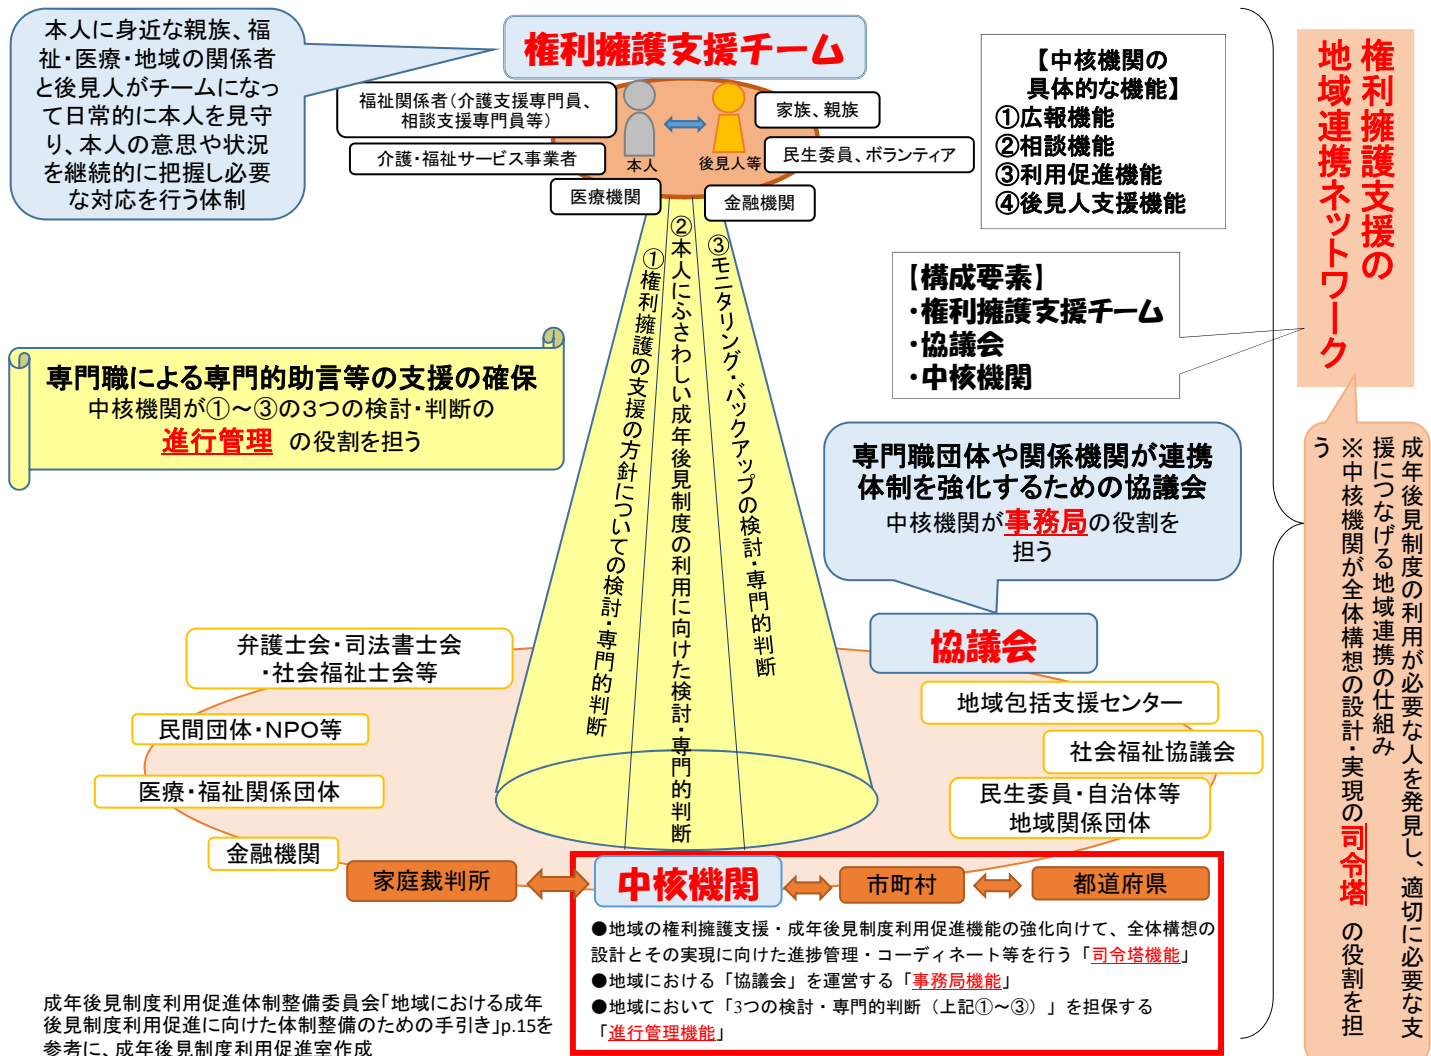 本人に身近な親族、福
祉・医療・地域の関係者
と後見人がチームになっ
て日常的に本人を見守
り、本人の意思や状況
を継続的に把握し必要
な対応を行う体制
権利擁護支援チーム
福祉関係者（介護支援専門員、
相談支援専門員等）
介護・福祉サービス事業者
医療機関
本人
後見人等
家族、親族
民生委員、ボランティア
金融機関
【中核機関の
具体的な機能】
①広報機能
②相談機能
③利用促進機能
④後見人支援機能
【構成要素】
・権利擁護支援チーム
・協議会
・中核機関
権利擁護支援の
地域連携ネットワーク
成年後見制度の利用が必要な人を発見し、適切に必要な支
援につなげる地域連携の仕組み
※中核機関が全体構想の設計・実現の司令塔 の役割を担
う
①権利擁護の支援の方針についての検討・専門的判断
②本人にふさわしい成年後見制度の利用に向けた検討・専門的判断
③モニタリング・バックアップの検討・専門的判断
専門職による専門的助言等の支援の確保
中核機関が①～③の３つの検討・判断の
進行管理 の役割を担う
専門職団体や関係機関が連携
体制を強化するための協議会
中核機関が事務局の役割を
担う
協議会
弁護士会・司法書士会
・社会福祉士会等
民間団体・NPO等
医療・福祉関係団体
金融機関
地域包括支援センター
社会福祉協議会
民生委員・自治体等
地域関係団体
家庭裁判所
中核機関
市町村
都道府県
●地域の権利擁護支援・成年後見制度利用促進機能の強化向けて、全体構想の
設計とその実現に向けた進捗管理・コーディネート等を行う「司令塔機能」
●地域における「協議会」を運営する「事務局機能」
●地域において「3つの検討・専門的判断（上記①～③）」を担保する
「進行管理機能」
成年後見制度利用促進体制整備委員会「地域における成年
後見制度利用促進に向けた体制整備のための手引き」p.15を
参考に、成年後見制度利用促進室作成